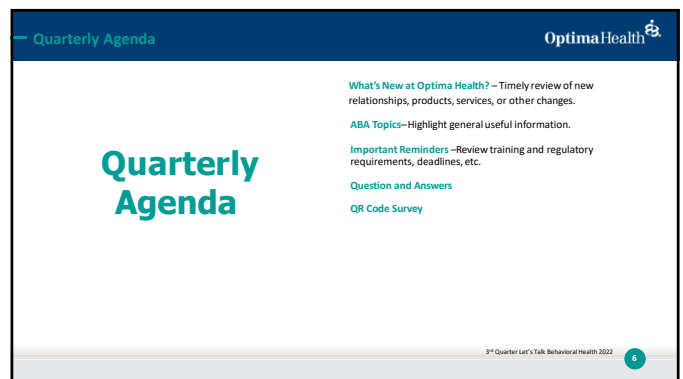 Quarterly Agenda
OptimaHealth
Quarterly
Agenda
What's New at Optima Health? – Timely review of new
relationships, products, services, or other changes.
ABA Topics– Highlight general useful information.
Important Reminders –Review training and regulatory
requirements, deadlines, etc.
Question and Answers
QR Code Survey
3rd Quarter Let's Talk Behavioral Health 2022
6